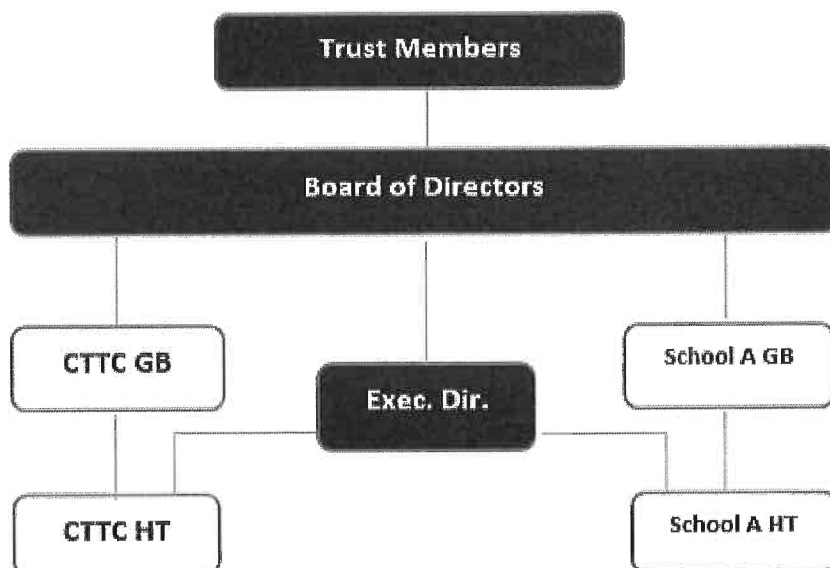 Trust Members
Board of Directors
CTTC GB
School A GB
Exec. Dir.
CTTC HT
School A HT